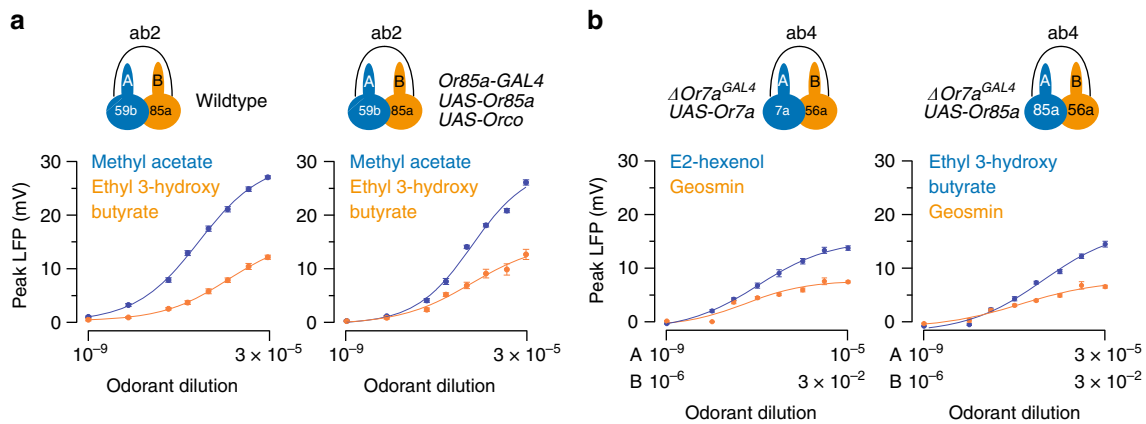 a
b
ab2
A
B
59b
85a
Wildtype
ab2
A
B
59b
85a
Or85a-GAL4
UAS-Or85a
UAS-Orco
ab4
ΔOr7a^GAL4
UAS-Or7a
A
B
7a
56a
ab4
ΔOr7a^GAL4
UAS-Or85a
A
B
85a
56a
Peak LFP (mV)
30
20
10
0
Methyl acetate
Ethyl 3-hydroxy
butyrate
10⁻⁹
3 × 10⁻⁵
Odorant dilution
30
20
10
0
Methyl acetate
Ethyl 3-hydroxy
butyrate
10⁻⁹
3 × 10⁻⁵
Odorant dilution
Peak LFP (mV)
30
20
10
0
E2-hexenol
Geosmin
A 10⁻⁹
10⁻⁵
B 10⁻⁶
3 × 10⁻²
Odorant dilution
30
20
10
0
Ethyl 3-hydroxy
butyrate
Geosmin
A 10⁻⁹
3 × 10⁻⁵
B 10⁻⁶
3 × 10⁻²
Odorant dilution